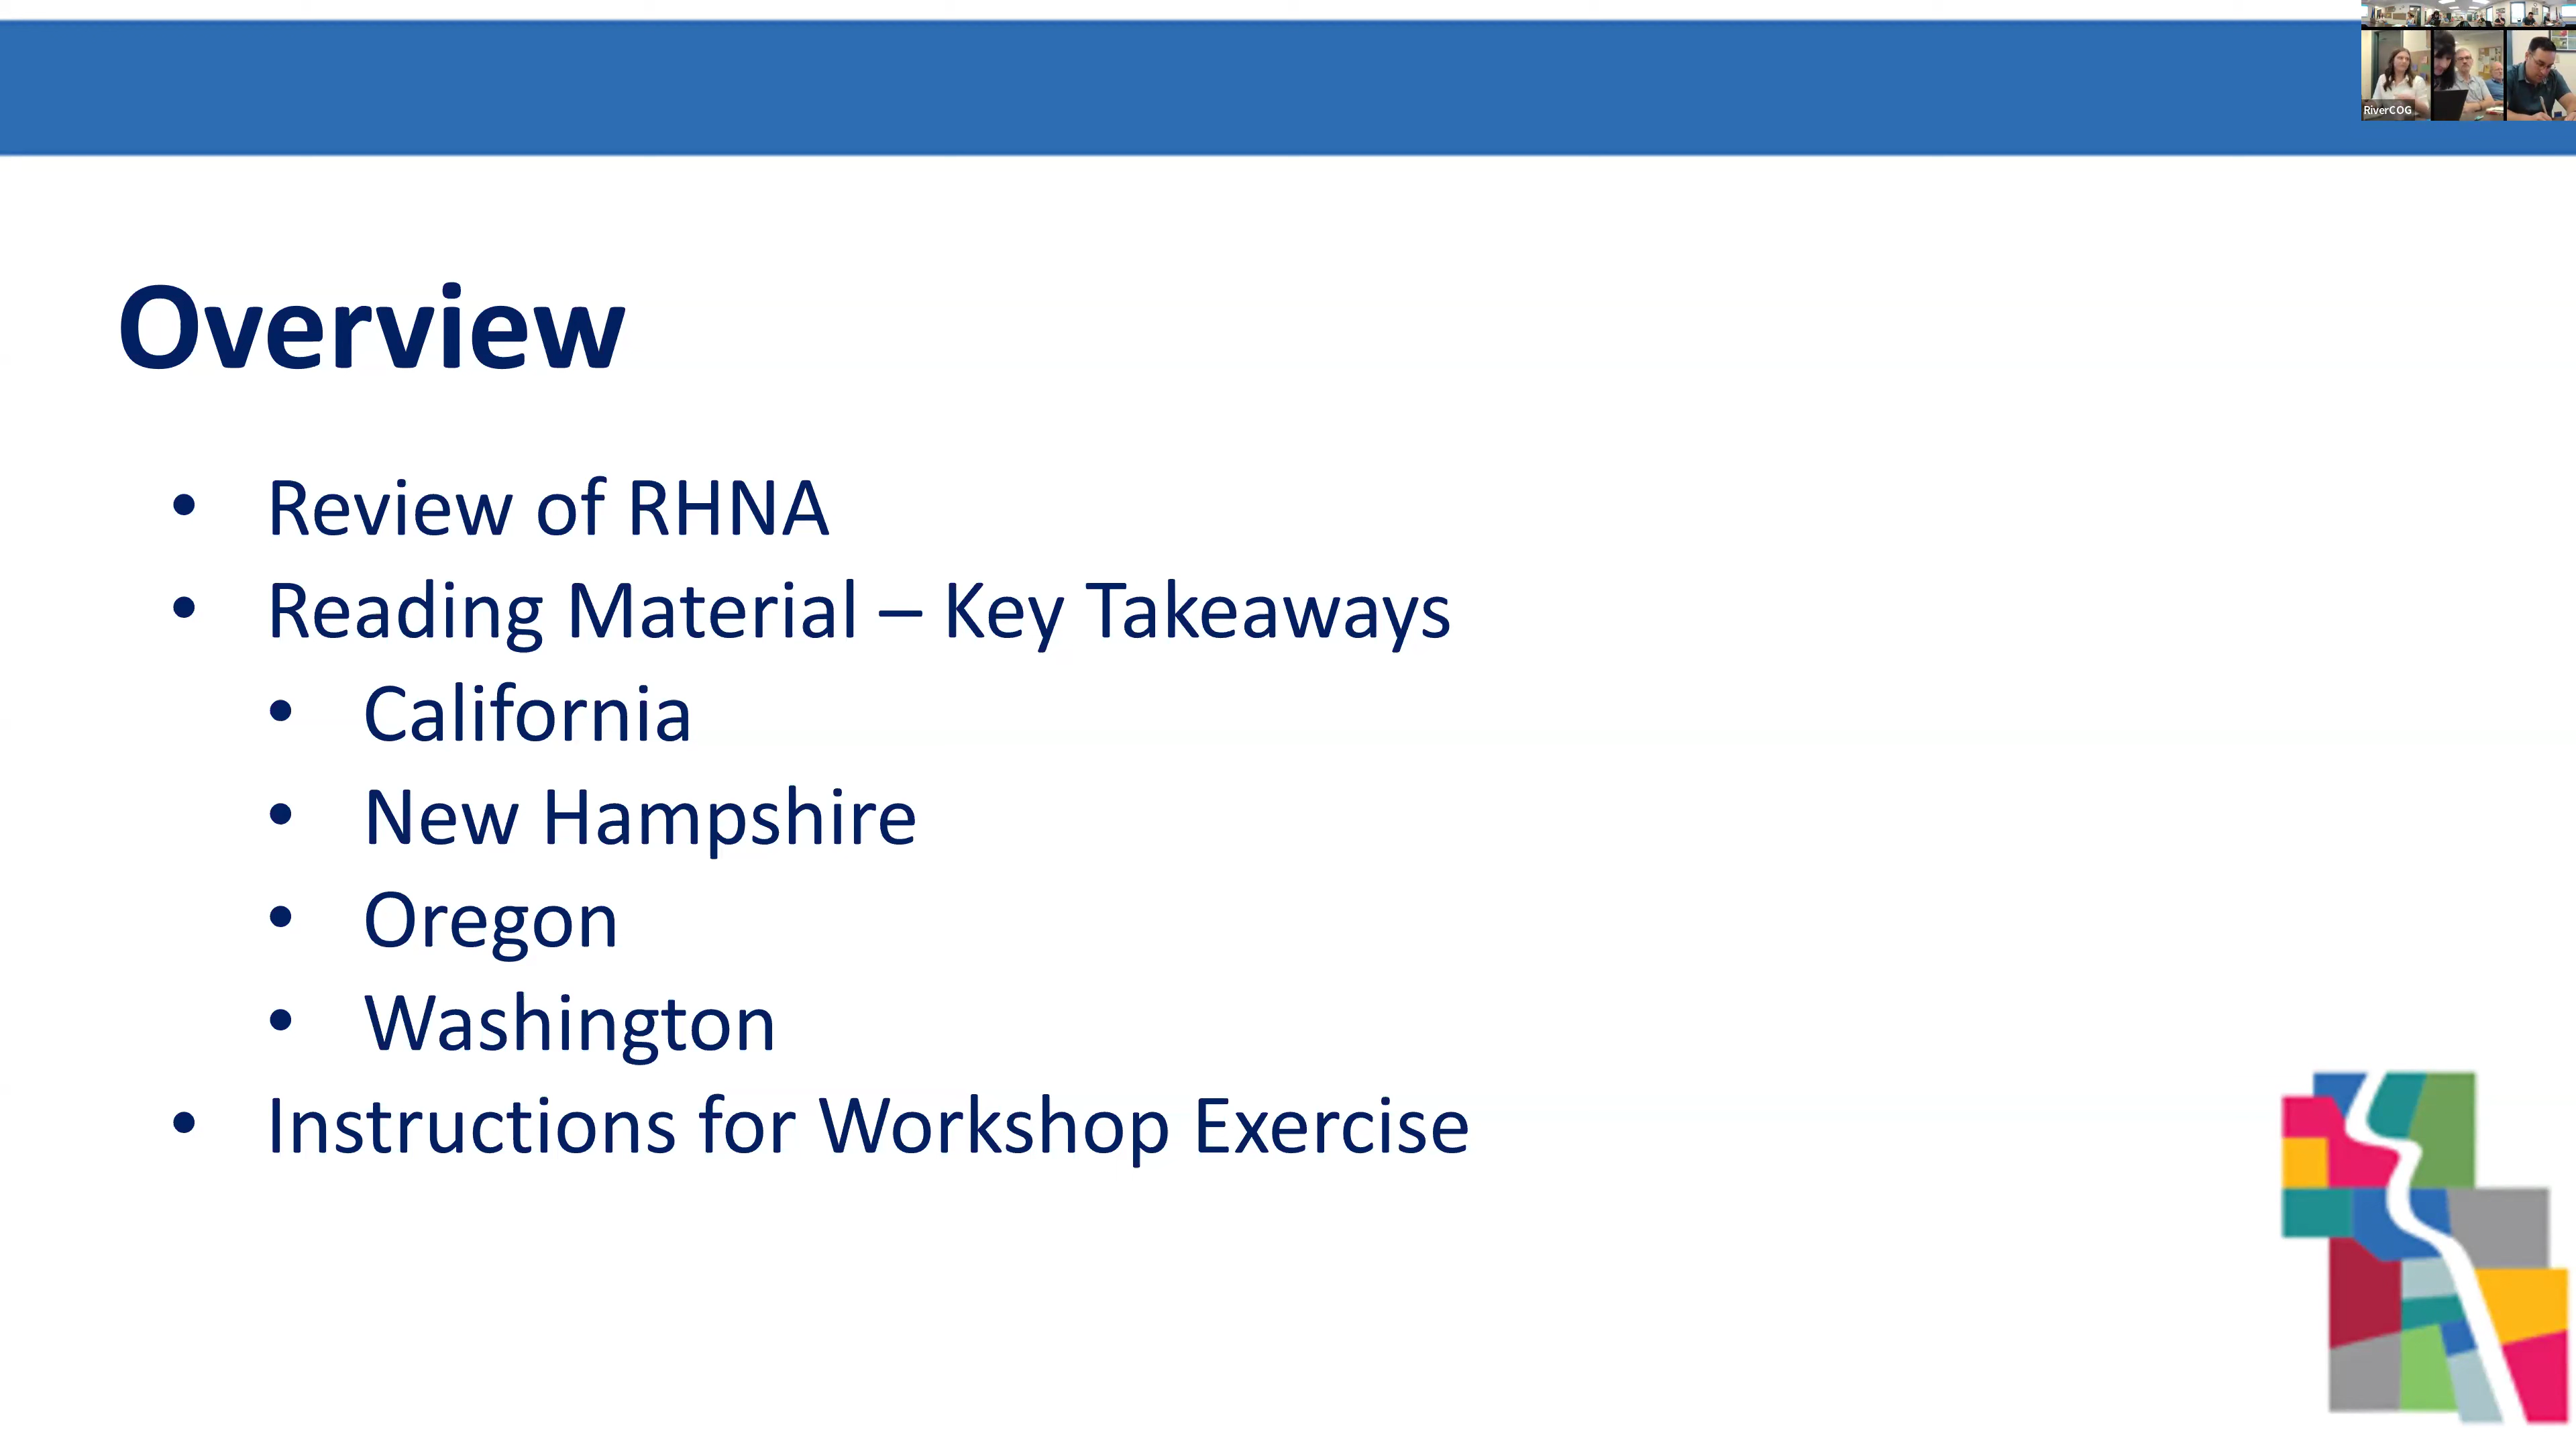 RiverCOG
Overview
• Review of RHNA
• Reading Material – Key Takeaways
• California
• New Hampshire
• Oregon
• Washington
• Instructions for Workshop Exercise